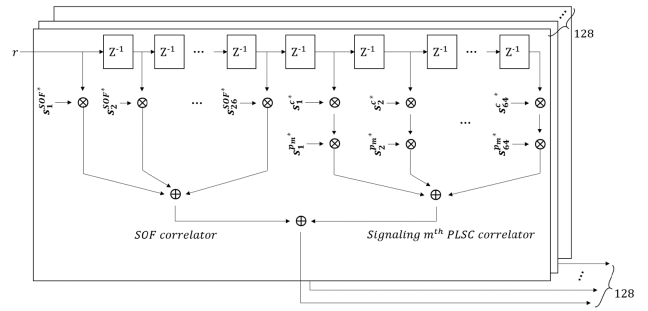 128
r Z⁻¹ Z⁻¹ ... Z⁻¹ Z⁻¹ Z⁻¹ Z⁻¹ ... Z⁻¹
s₁^{SOF*} s₂^{SOF*} ... s₂₆^{SOF*} s₁^{c*} s₂^{c*} ... s₆₄^{c*}
s₁^{pₘ*} s₂^{pₘ*} s₆₄^{pₘ*}
SOF correlator Signaling mᵗʰ PLSC correlator
128